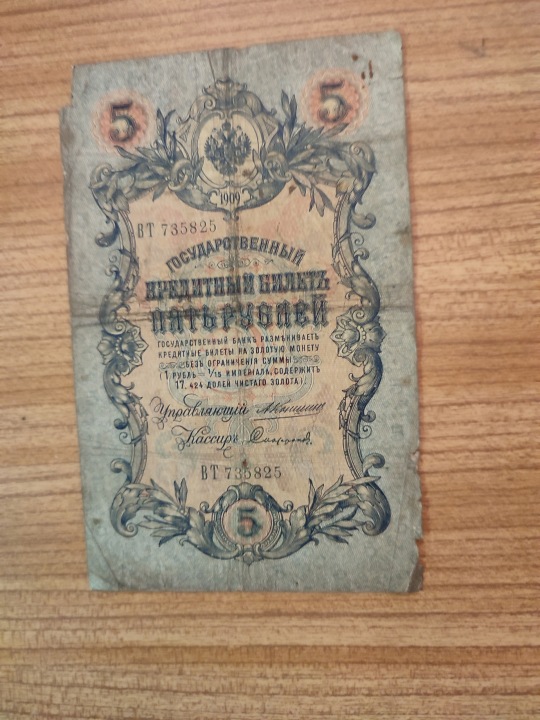 5 5
1909
ВТ 735825
ГОСУДАРСТВЕННЫЙ
КРЕДИТНЫЙ БИЛЕТЪ
ПЯТЬ РУБЛЕЙ
ГОСУДАРСТВЕННЫЙ БАНКЪ РАЗМѢНИВАЕТЪ
КРЕДИТНЫЕ БИЛЕТЫ НА ЗОЛОТУЮ МОНЕТУ
БЕЗЪ ОГРАНИЧЕНІЯ СУММЫ
(1 РУБЛЬ = 1/15 ИМПЕРІАЛА, СОДЕРЖИТЪ
17,424 ДОЛЕЙ ЧИСТАГО ЗОЛОТА).
Управляющій
Кассиръ
ВТ 735825
5